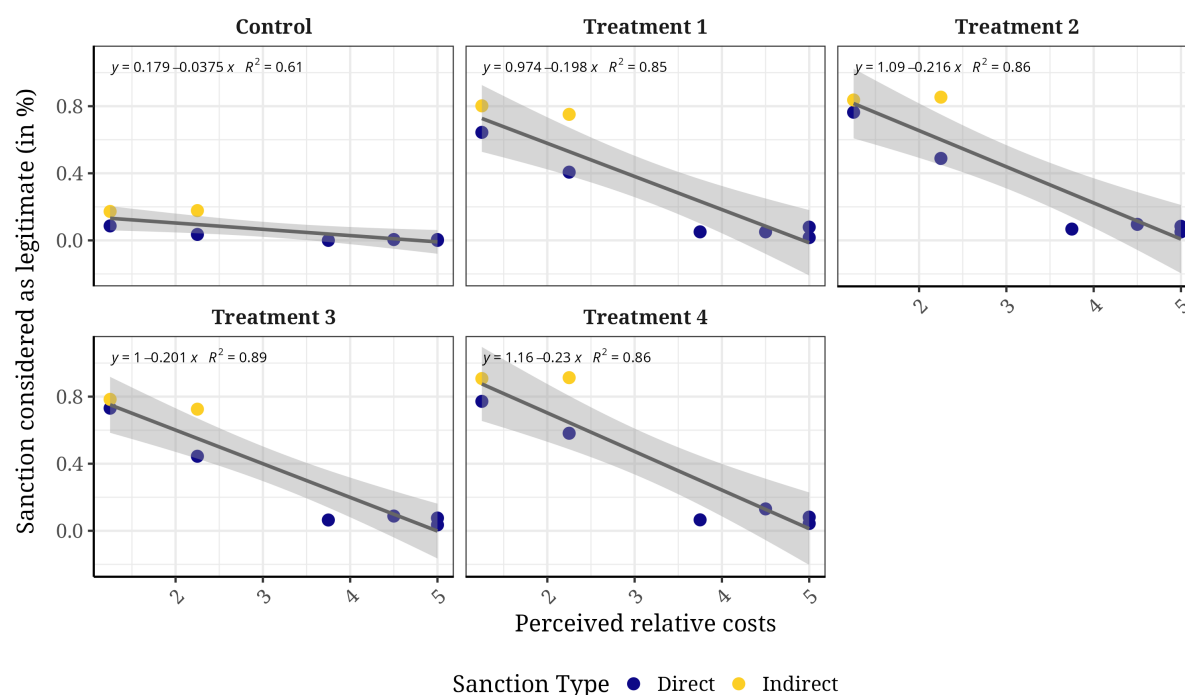 Control
Treatment 1
Treatment 2
y = 0.179 –0.0375 x R² = 0.61
y = 0.974 –0.198 x R² = 0.85
y = 1.09 –0.216 x R² = 0.86
0.8
0.4
0.0
2 3 4 5
Treatment 3
Treatment 4
y = 1 –0.201 x R² = 0.89
y = 1.16 –0.23 x R² = 0.86
0.8
0.4
0.0
2 3 4 5
2 3 4 5
Sanction considered as legitimate (in %)
Perceived relative costs
Sanction Type Direct Indirect